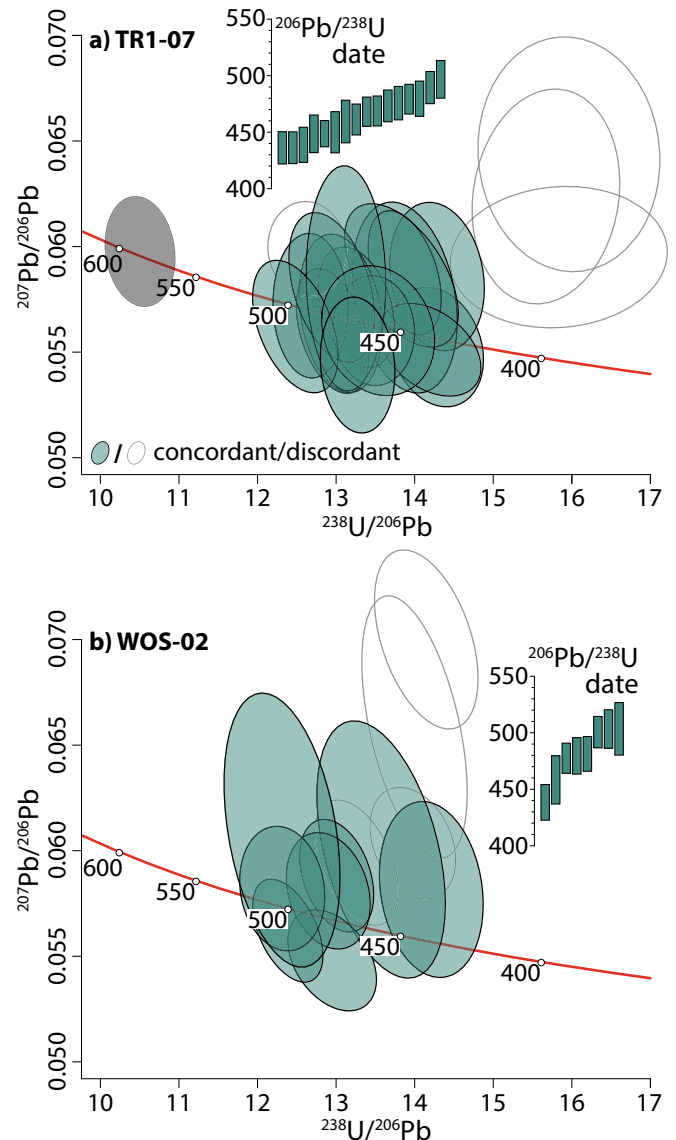 a) TR1-07
²⁰⁶Pb/²³⁸U
date
550
500
450
400
0.070
0.065
0.060
0.055
0.050
²⁰⁷Pb/²⁰⁶Pb
600
550
500
450
400
/ concordant/discordant
10 11 12 13 14 15 16 17
²³⁸U/²⁰⁶Pb
b) WOS-02
²⁰⁶Pb/²³⁸U
date
550
500
450
400
0.070
0.065
0.060
0.055
0.050
²⁰⁷Pb/²⁰⁶Pb
600
550
500
450
400
10 11 12 13 14 15 16 17
²³⁸U/²⁰⁶Pb